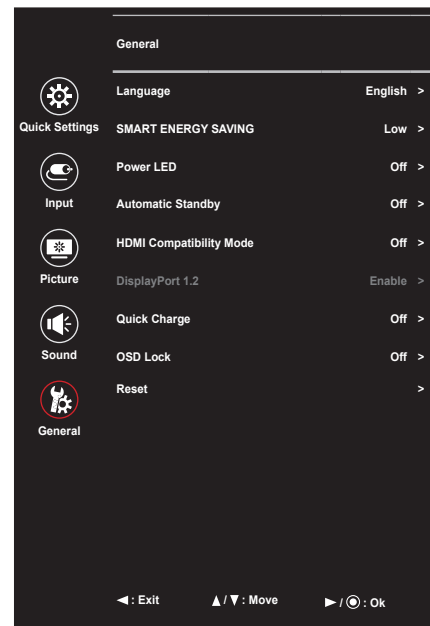 General
Language English >
Quick Settings
SMART ENERGY SAVING Low >
Power LED Off >
Input
Automatic Standby Off >
HDMI Compatibility Mode Off >
Picture
DisplayPort 1.2 Enable >
Quick Charge Off >
Sound
OSD Lock Off >
Reset >
General
◄ : Exit ▲ / ▼ : Move ► / ◉ : Ok